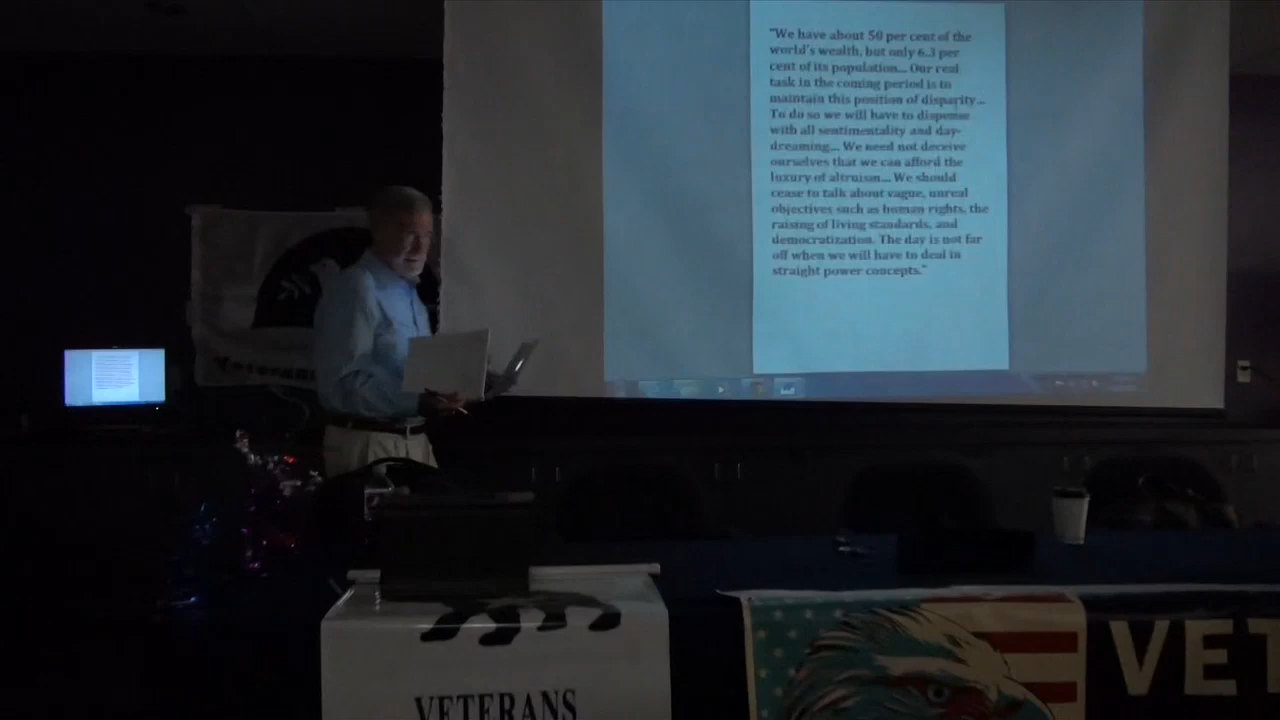 "We have about 50 per cent of the
world's wealth, but only 6.3 per
cent of its population... Our real
task in the coming period is to
maintain this position of disparity...
To do so we will have to dispense
with all sentimentality and day-
dreaming... We need not deceive
ourselves that we can afford the
luxury of altruism... We should
cease to talk about vague, unreal
objectives such as human rights, the
raising of living standards, and
democratization. The day is not far
off when we will have to deal in
straight power concepts."
VETERANS
VET